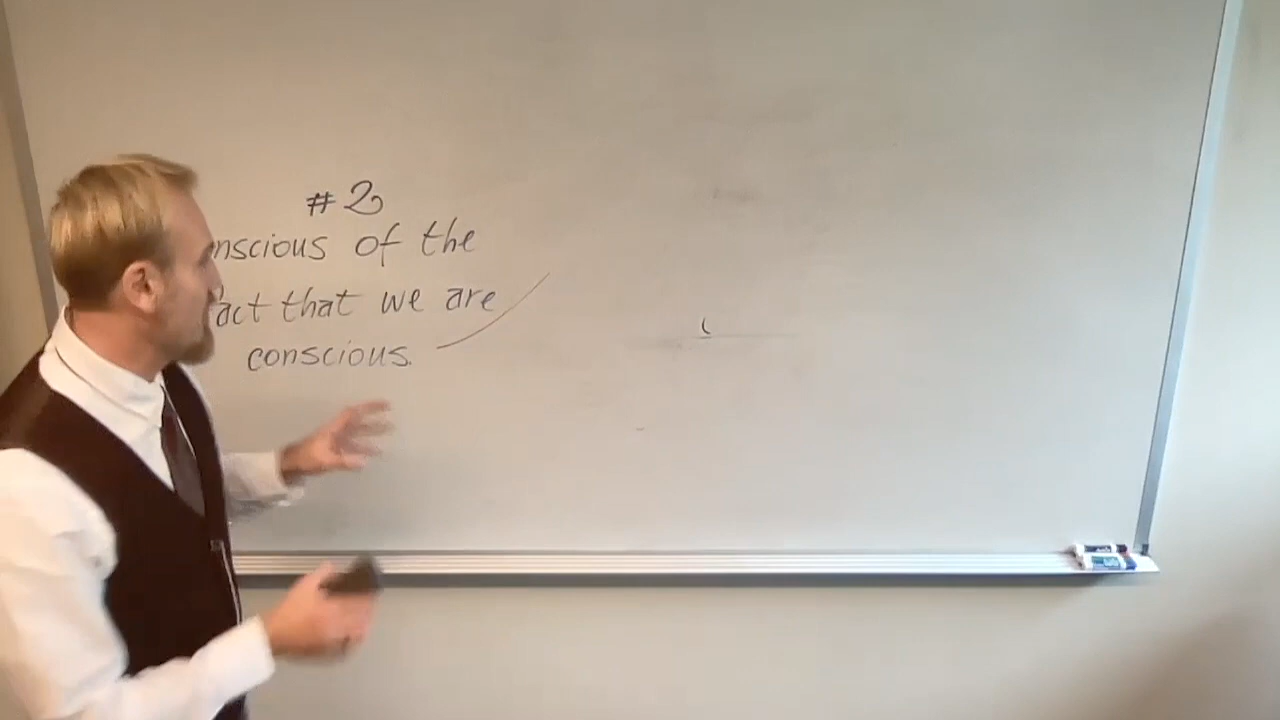 #2
nscious of the
act that we are
conscious.